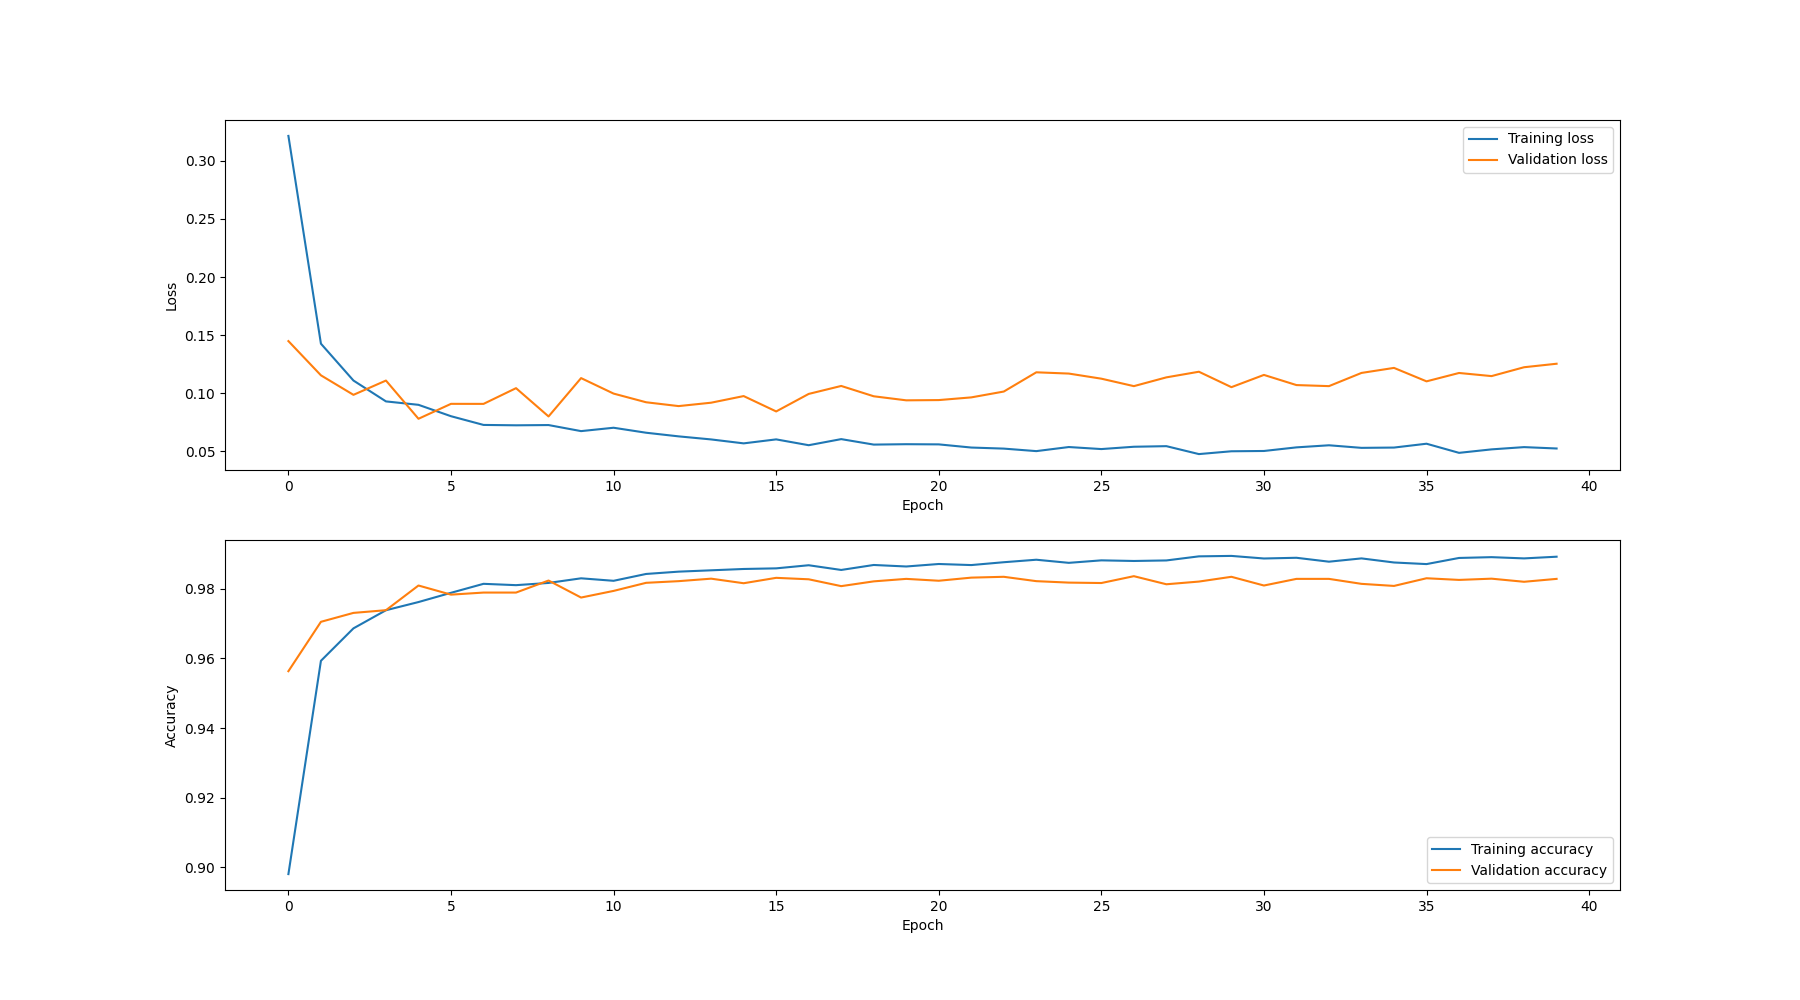 Training loss
Validation loss
0.30
0.25
0.20
0.15
0.10
0.05
Loss
0 5 10 15 20 25 30 35 40
Epoch
0.98
0.96
0.94
0.92
0.90
Accuracy
Training accuracy
Validation accuracy
0 5 10 15 20 25 30 35 40
Epoch